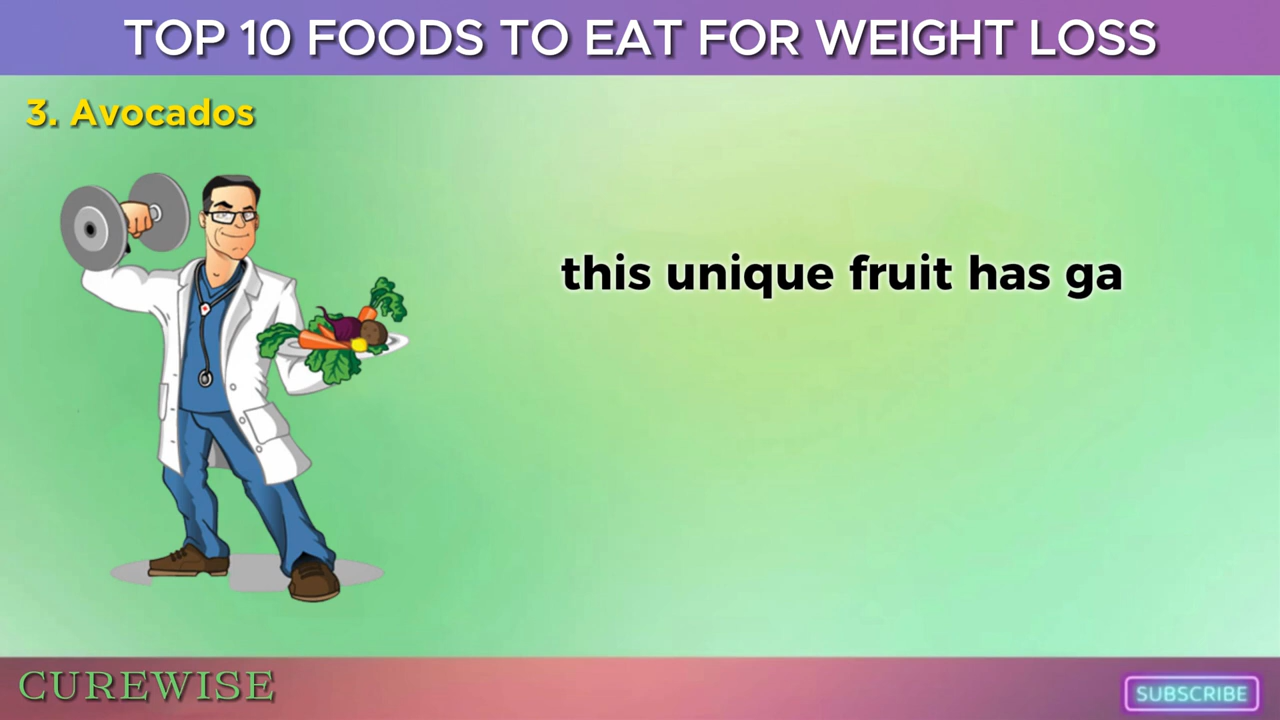 TOP 10 FOODS TO EAT FOR WEIGHT LOSS
3. Avocados
this unique fruit has ga
CUREWISE
SUBSCRIBE